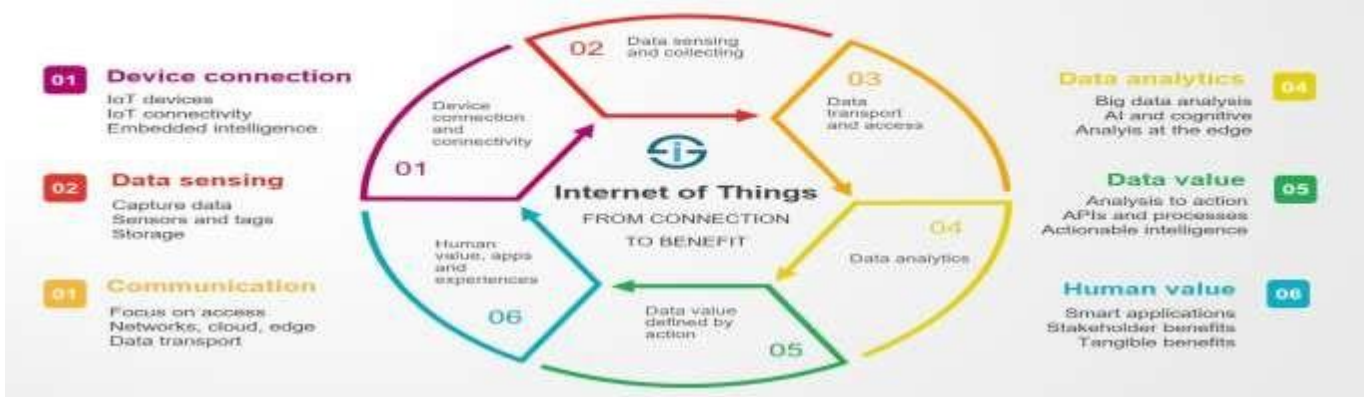 01 Device connection
IoT devices
IoT connectivity
Embedded intelligence
02 Data sensing
Capture data
Sensors and tags
Storage
01 Communication
Focus on access
Networks, cloud, edge
Data transport
01
Device
connection
and
connectivity
02
Data sensing
and collecting
03
Data
transport
and access
04
Data analytics
05
Data value
defined by
action
06
Human
value, apps
and
experiences
Internet of Things
FROM CONNECTION
TO BENEFIT
Data analytics 04
Big data analysis
AI and cognitive
Analyis at the edge
Data value 05
Analysis to action
APIs and processes
Actionable intelligence
Human value 06
Smart applications
Stakeholder benefits
Tangible benefits